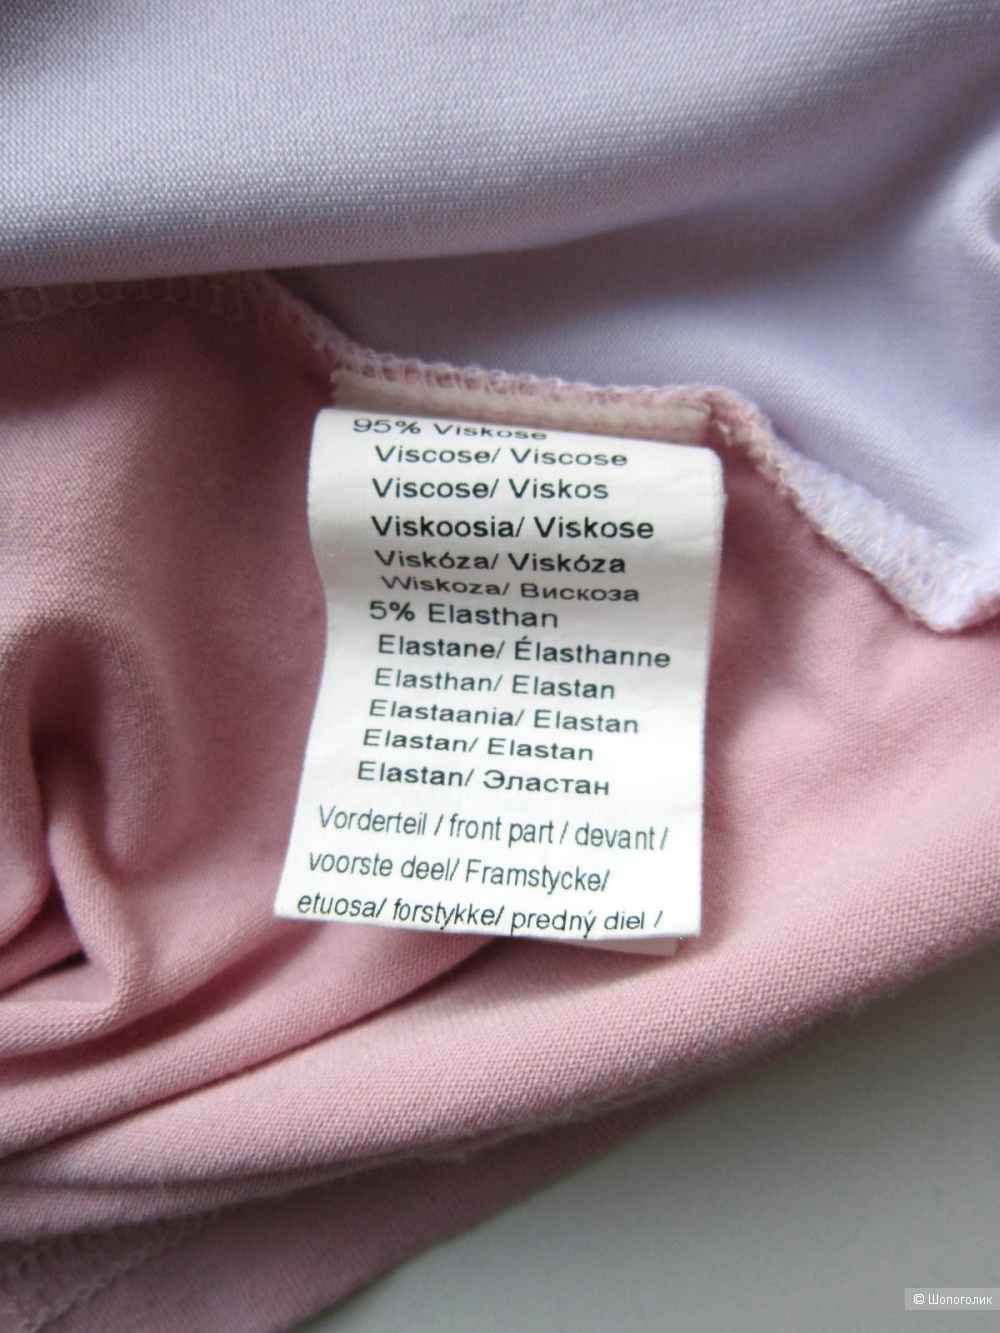 95% Viskose
Viscose/ Viscose
Viscose/ Viskos
Viskoosia/ Viskose
Viskóza/ Viskóza
Wiskoza/ Вискоза
5% Elasthan
Elastane/ Élasthanne
Elasthan/ Elastan
Elastaania/ Elastan
Elastan/ Elastan
Elastan/ Эластан
Vorderteil / front part / devant /
voorste deel/ Framstycke/
etuosa/ forstykke/ predný diel /
© Шопоголик